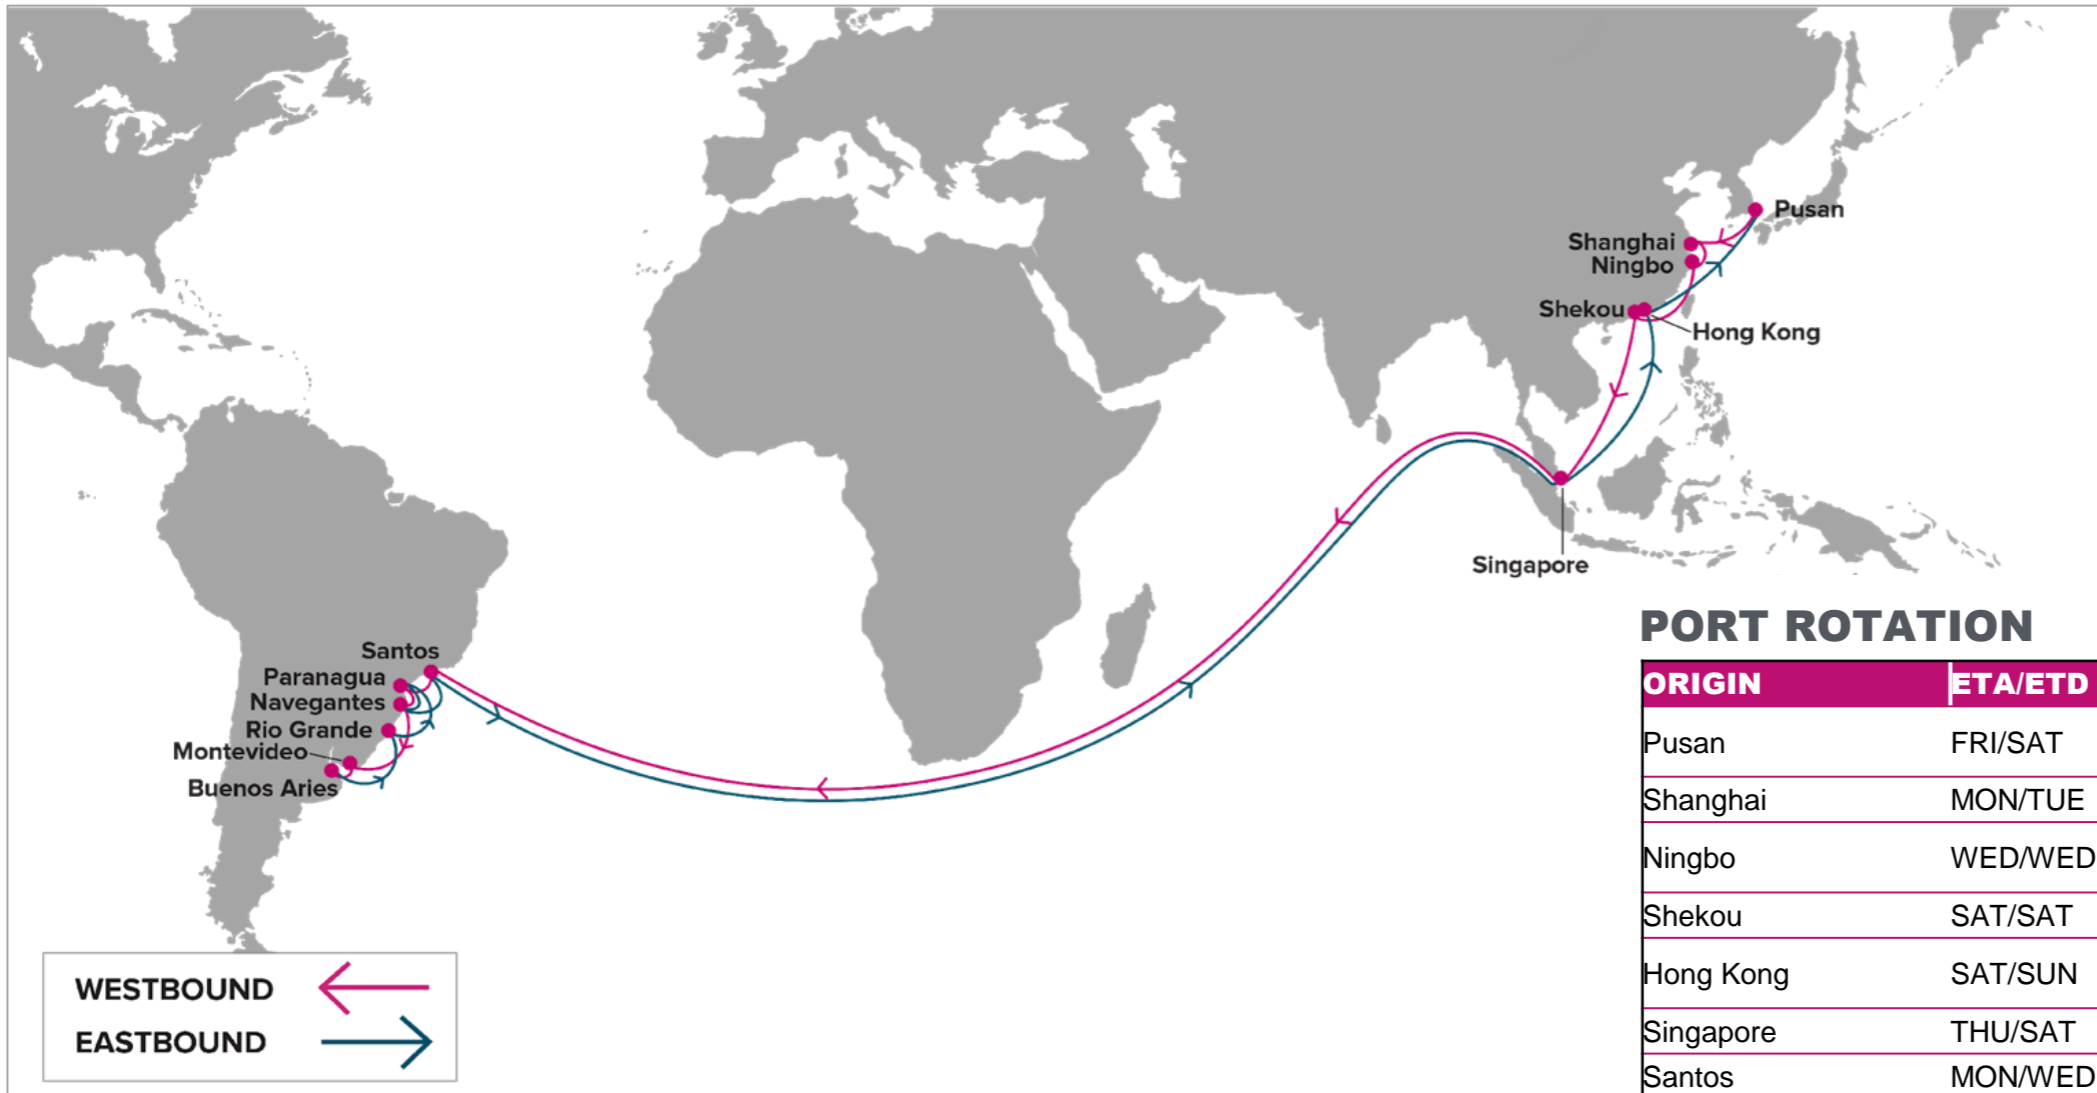 Pusan
Shanghai
Ningbo
Shekou
Hong Kong
Singapore
Santos
Paranagua
Navegantes
Rio Grande
Montevideo
Buenos Aries
WESTBOUND
EASTBOUND
PORT ROTATION
ORIGIN ETA/ETD
Pusan FRI/SAT
Shanghai MON/TUE
Ningbo WED/WED
Shekou SAT/SAT
Hong Kong SAT/SUN
Singapore THU/SAT
Santos MON/WED